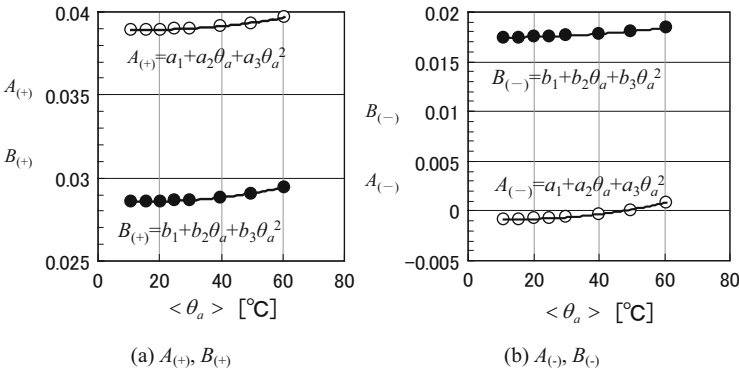 0.04
A(+)=a1+a2θa+a3θa²
A(+)
0.035
B(+)
0.03
B(+)=b1+b2θa+b3θa²
0.025
0 20 40 60 80
<θa> [℃]
(a) A(+), B(+)
0.02
0.015
B(−)=b1+b2θa+b3θa²
B(−)
0.01
0.005
A(−)
A(−)=a1+a2θa+a3θa²
0
−0.005
0 20 40 60 80
<θa> [℃]
(b) A(-), B(-)